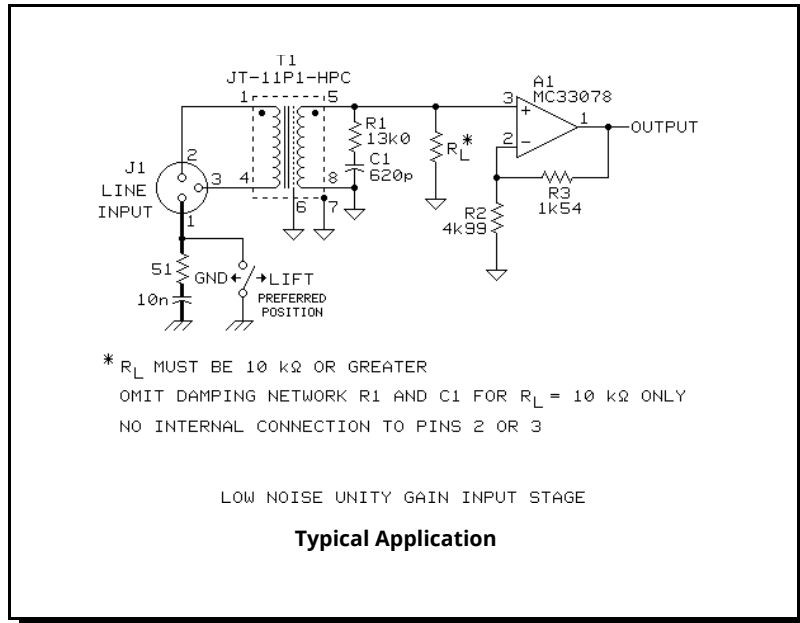 T1
JT-11P1-HPC
1
5
A1
MC33078
3
+
1
OUTPUT
R1
13k0
RL*
2
−
J1
LINE
INPUT
2
3
4
8
C1
620p
R3
1k54
6
7
R2
4k99
1
51
GND
LIFT
10n
PREFERRED
POSITION
* RL MUST BE 10 kΩ OR GREATER
OMIT DAMPING NETWORK R1 AND C1 FOR RL = 10 kΩ ONLY
NO INTERNAL CONNECTION TO PINS 2 OR 3
LOW NOISE UNITY GAIN INPUT STAGE
Typical Application